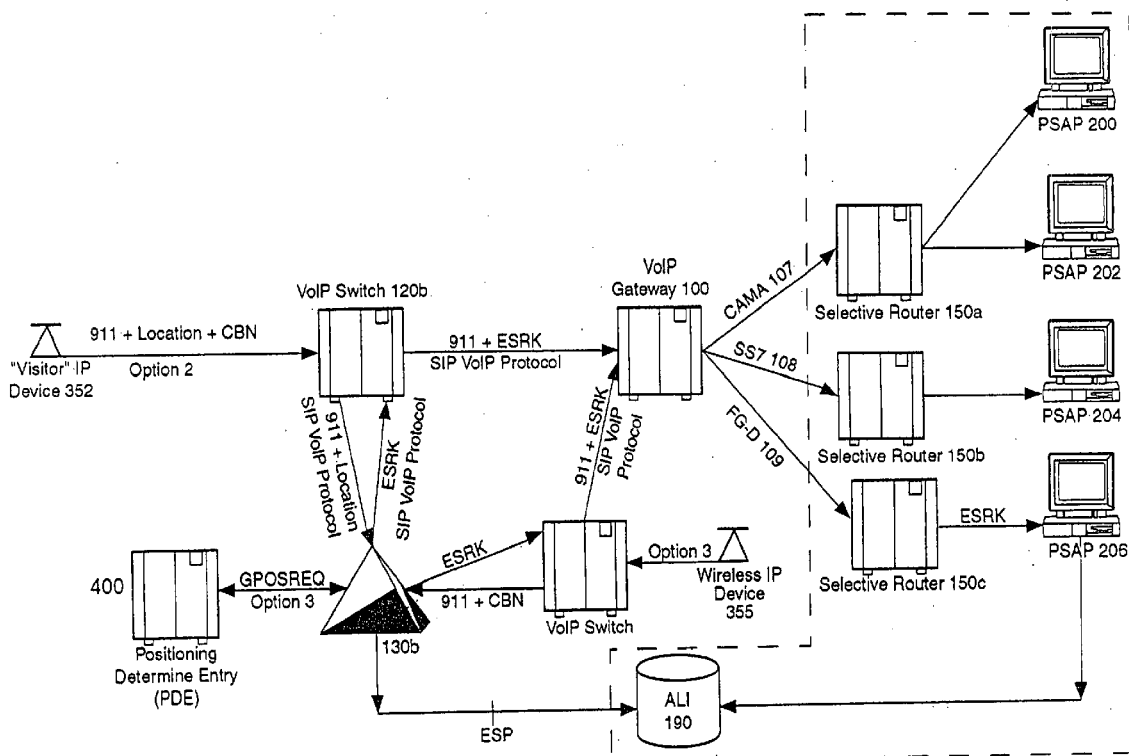 PSAP 200
PSAP 202
VoIP
Gateway 100
CAMA 107
Selective Router 150a
VoIP Switch 120b
911 + Location + CBN
Option 2
"Visitor" IP
Device 352
911 + ESRK
SIP VoIP Protocol
SS7 108
PSAP 204
Selective Router 150b
FG-D 109
911 + Location
SIP VoIP Protocol
ESRK
SIP VoIP Protocol
911 + ESRK
SIP VoIP
Protocol
ESRK
PSAP 206
Selective Router 150c
400
GPOSREQ
Option 3
ESRK
911 + CBN
Option 3
Wireless IP
Device
355
VoIP Switch
130b
Positioning
Determine Entry
(PDE)
ALI
190
ESP